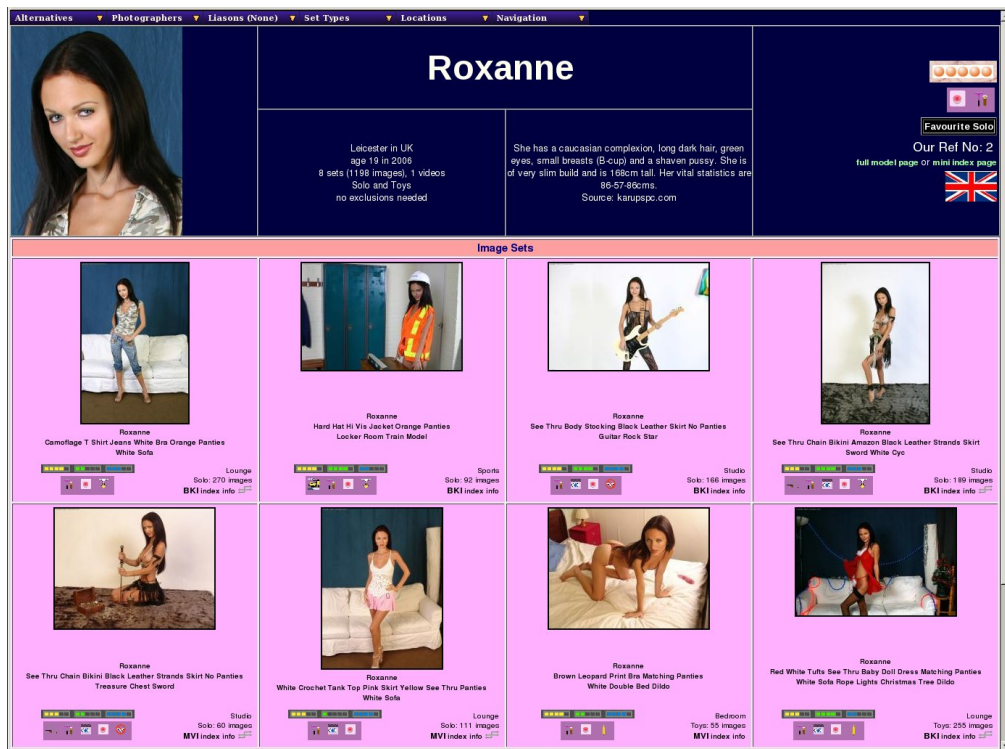 Alternatives
Photographers
Liasons (None)
Set Types
Locations
Navigation
Roxanne
Leicester in UK
age 19 in 2006
8 sets (1198 images), 1 videos
Solo and Toys
no exclusions needed
She has a caucasian complexion, long dark hair, green
eyes, small breasts (B-cup) and a shaven pussy. She is
of very slim build and is 168cm tall. Her vital statistics are
86-57-86cms.
Source: karupspc.com
Favourite Solo
Our Ref No: 2
full model page or mini index page
Image Sets
Roxanne
Camoflage T Shirt Jeans White Bra Orange Panties
White Sofa
Lounge
Solo: 270 images
BKI index info
Roxanne
Hard Hat Hi Vis Jacket Orange Panties
Locker Room Train Model
Sports
Solo: 92 images
BKI index info
Roxanne
See Thru Body Stocking Black Leather Skirt No Panties
Guitar Rock Star
Studio
Solo: 166 images
BKI index info
Roxanne
See Thru Chain Bikini Amazon Black Leather Strands Skirt
Sword White Cyc
Studio
Solo: 189 images
BKI index info
Roxanne
See Thru Chain Bikini Black Leather Strands Skirt No Panties
Treasure Chest Sword
Studio
Solo: 60 images
MVI index info
Roxanne
White Crochet Tank Top Pink Skirt Yellow See Thru Panties
White Sofa
Lounge
Solo: 111 images
MVI index info
Roxanne
Brown Leopard Print Bra Matching Panties
White Double Bed Dildo
Bedroom
Toys: 55 images
MVI index info
Roxanne
Red White Tufts See Thru Baby Doll Dress Matching Panties
White Sofa Rope Lights Christmas Tree Dildo
Lounge
Toys: 255 images
BKI index info